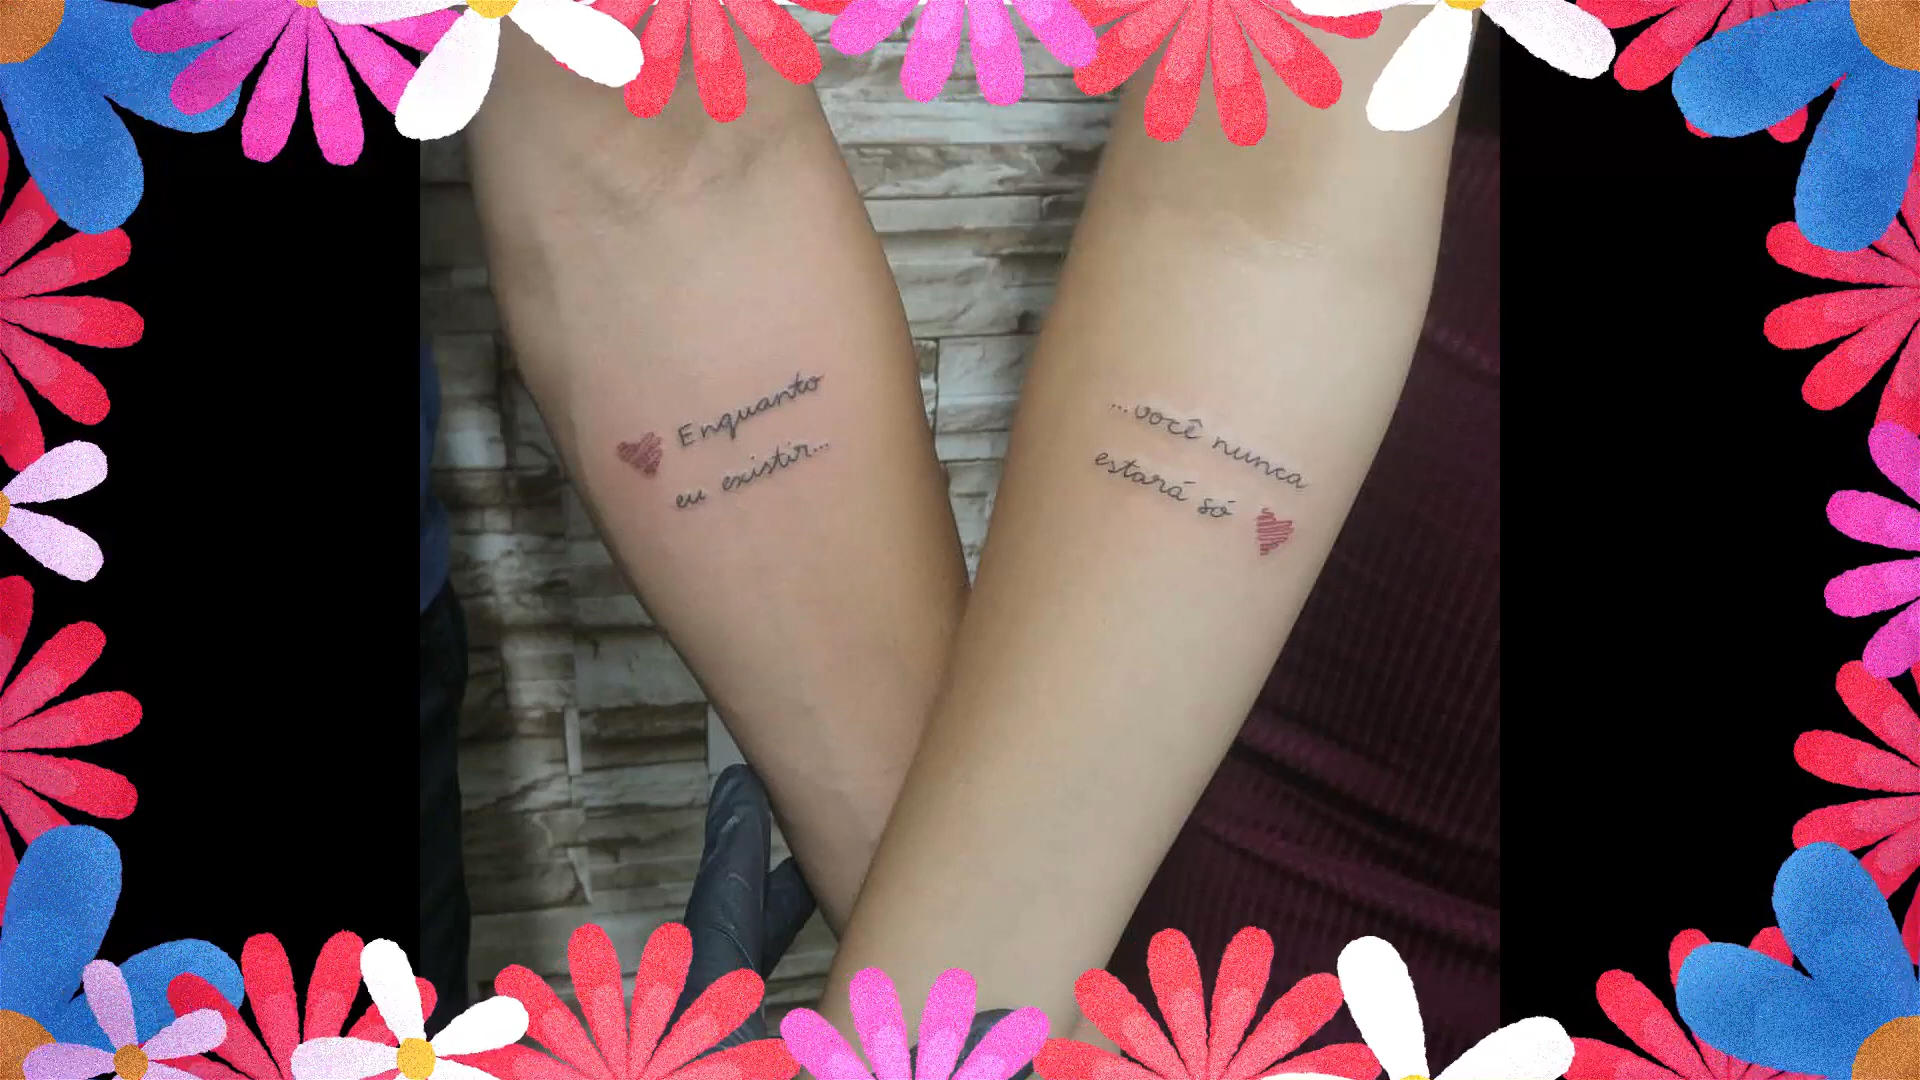 Enquanto
eu existir...
...você nunca
estará só